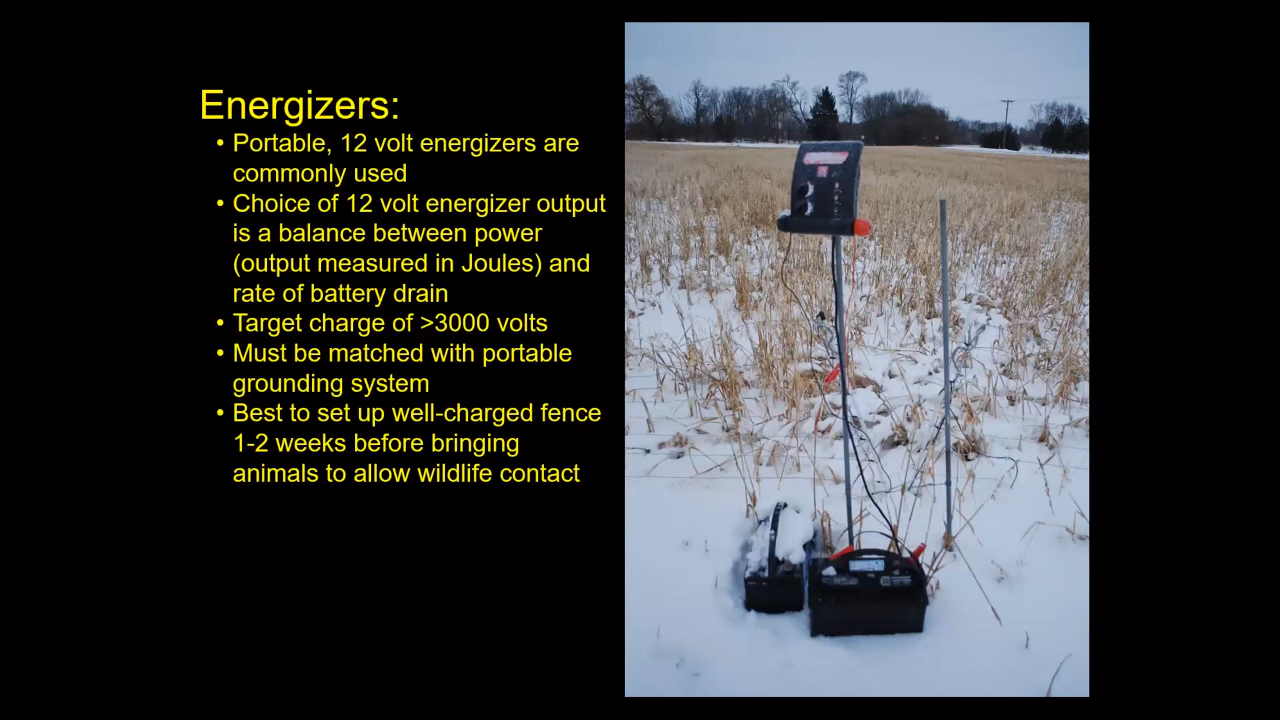 Energizers:
• Portable, 12 volt energizers are
commonly used
• Choice of 12 volt energizer output
is a balance between power
(output measured in Joules) and
rate of battery drain
• Target charge of >3000 volts
• Must be matched with portable
grounding system
• Best to set up well-charged fence
1-2 weeks before bringing
animals to allow wildlife contact